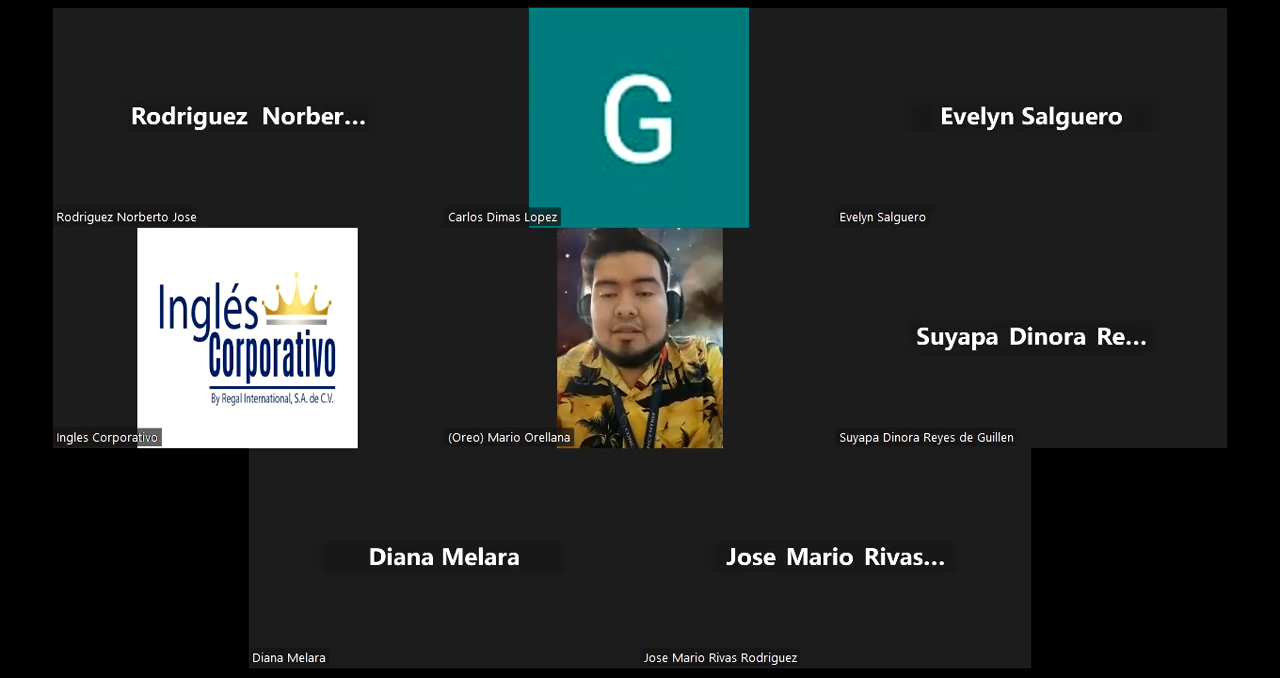 Rodriguez Norber...
G
Evelyn Salguero
Rodriguez Norberto Jose
Carlos Dimas Lopez
Evelyn Salguero
Inglés
Corporativo
By Regal International, S.A. de C.V.
Suyapa Dinora Re...
Ingles Corporativo
(Oreo) Mario Orellana
Suyapa Dinora Reyes de Guillen
Diana Melara
Jose Mario Rivas...
Diana Melara
Jose Mario Rivas Rodriguez